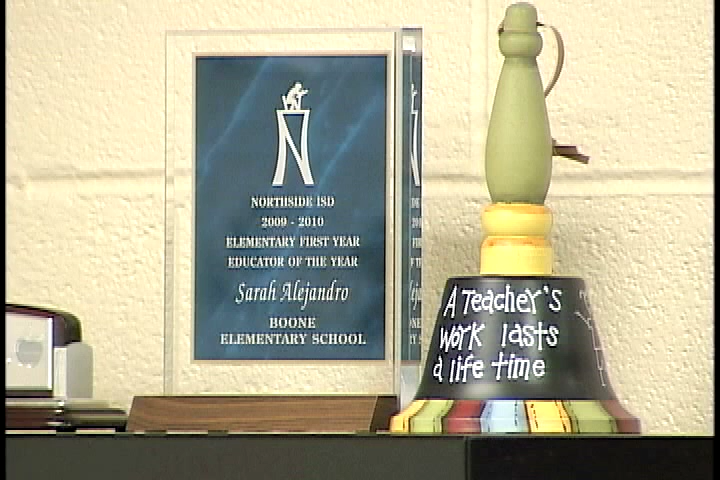 N
NORTHSIDE ISD
2009 - 2010
ELEMENTARY FIRST YEAR
EDUCATOR OF THE YEAR
Sarah Alejandro
BOONE
ELEMENTARY SCHOOL
A Teacher's
work lasts
a life time